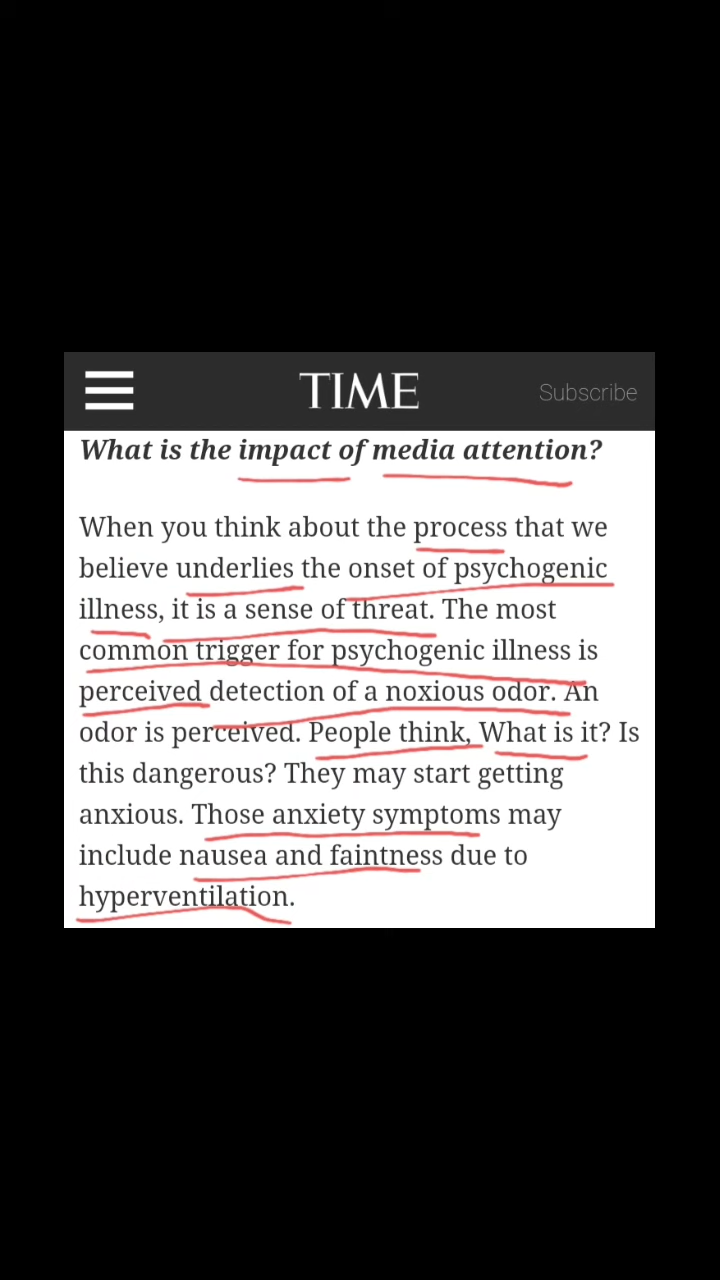 TIME
Subscribe
What is the impact of media attention?
When you think about the process that we
believe underlies the onset of psychogenic
illness, it is a sense of threat. The most
common trigger for psychogenic illness is
perceived detection of a noxious odor. An
odor is perceived. People think, What is it? Is
this dangerous? They may start getting
anxious. Those anxiety symptoms may
include nausea and faintness due to
hyperventilation.